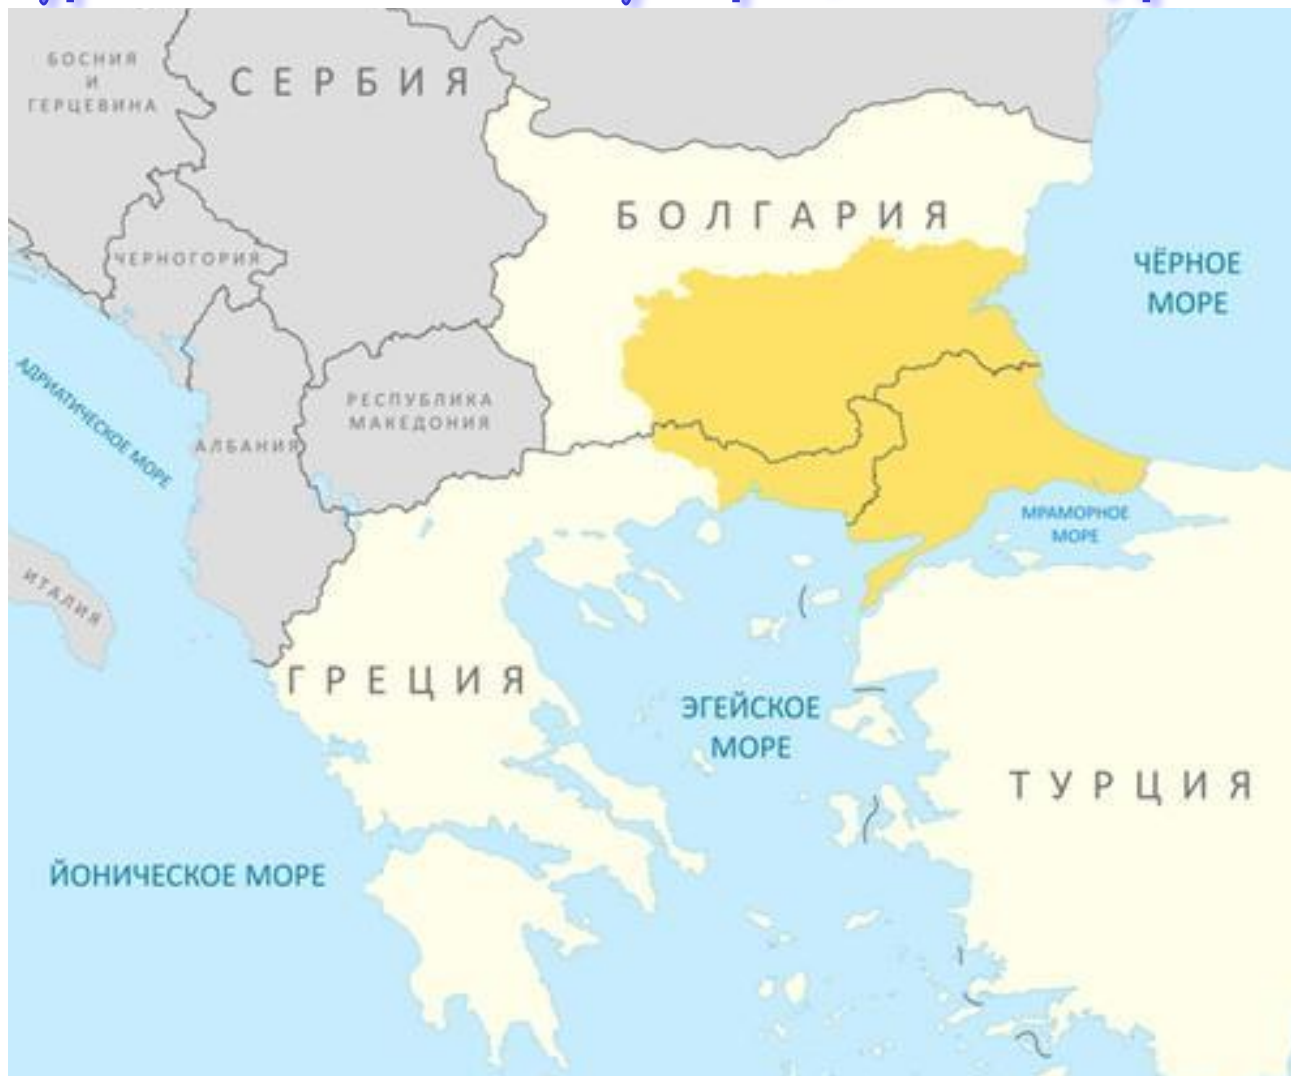 БОСНИЯ
И
ГЕРЦЕВИНА
СЕРБИЯ
БОЛГАРИЯ
ЧЕРНОГОРИЯ
ЧЁРНОЕ
МОРЕ
АДРИАТИЧЕСКОЕ МОРЕ
РЕСПУБЛИКА
МАКЕДОНИЯ
АЛБАНИЯ
МРАМОРНОЕ
МОРЕ
ИТАЛИЯ
ГРЕЦИЯ
ЭГЕЙСКОЕ
МОРЕ
ТУРЦИЯ
ЙОНИЧЕСКОЕ МОРЕ